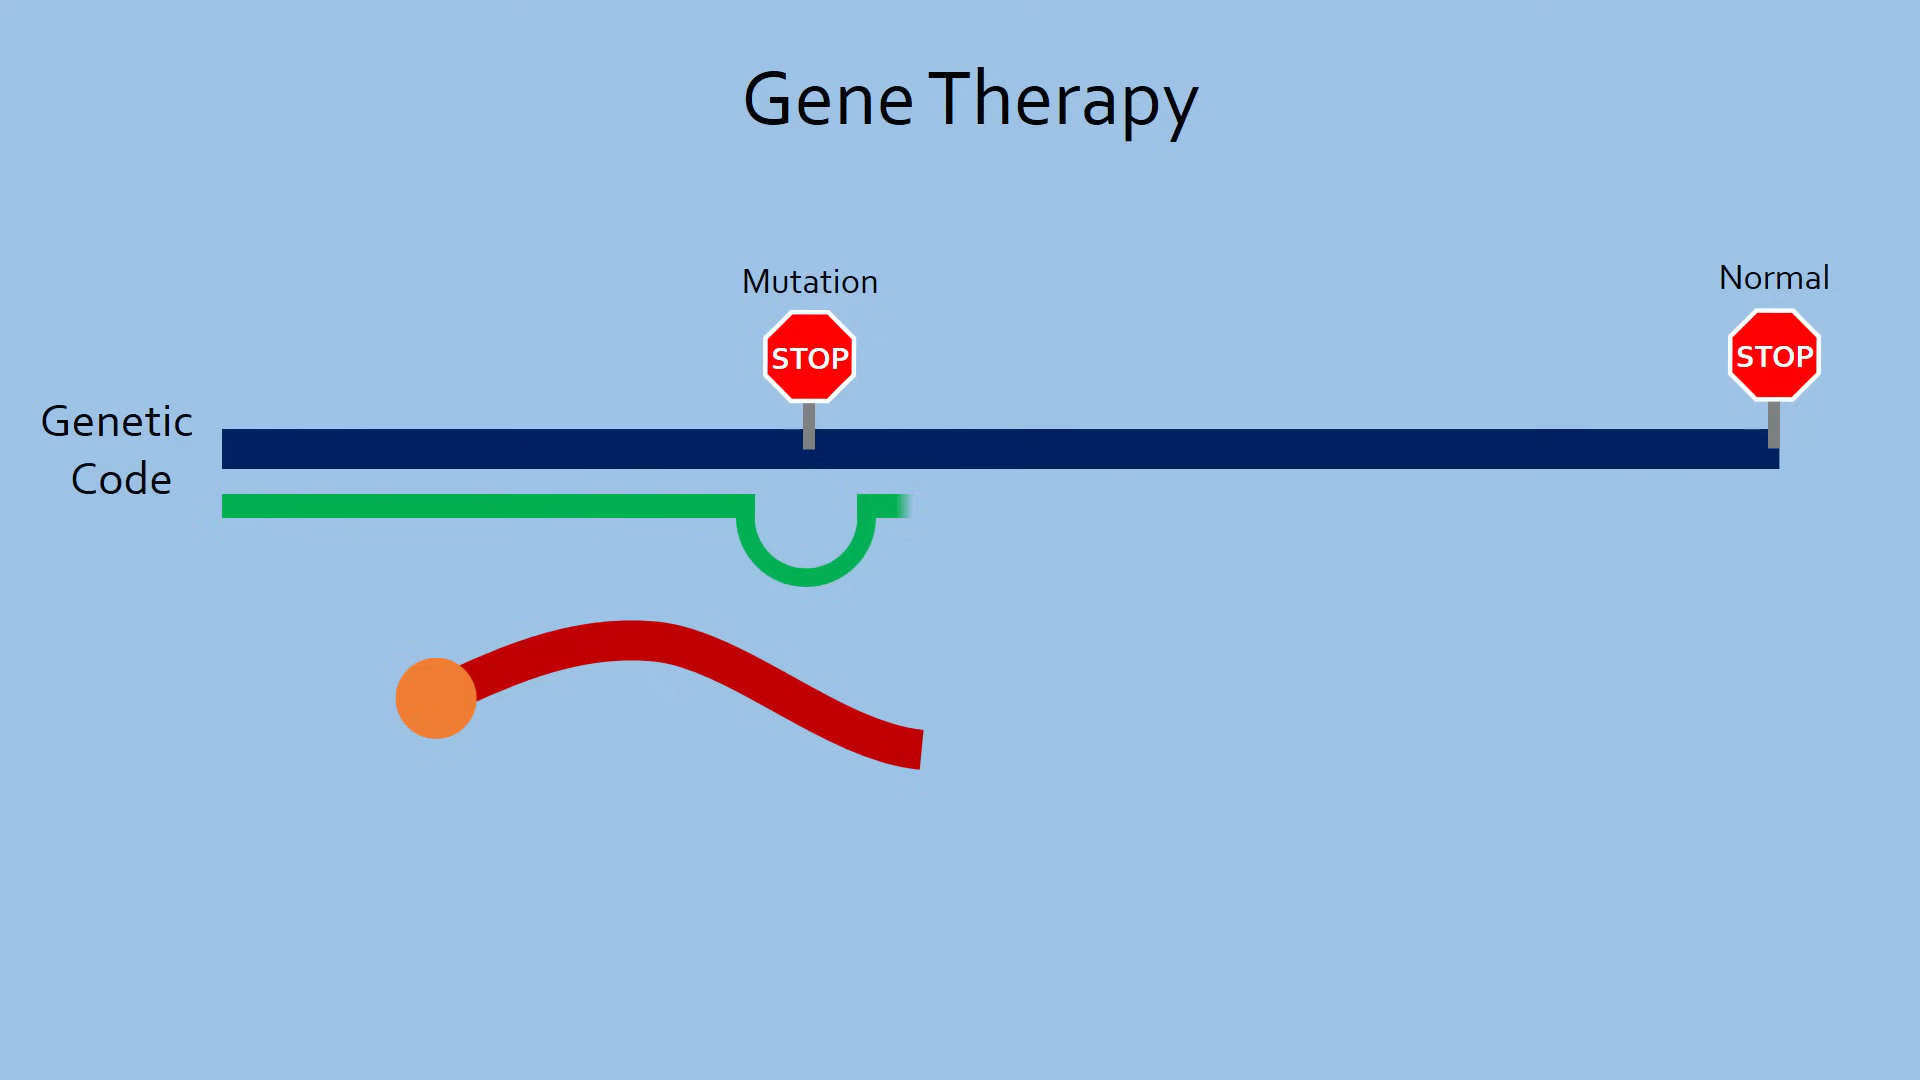 Gene Therapy
Mutation
Normal
STOP
STOP
Genetic
Code